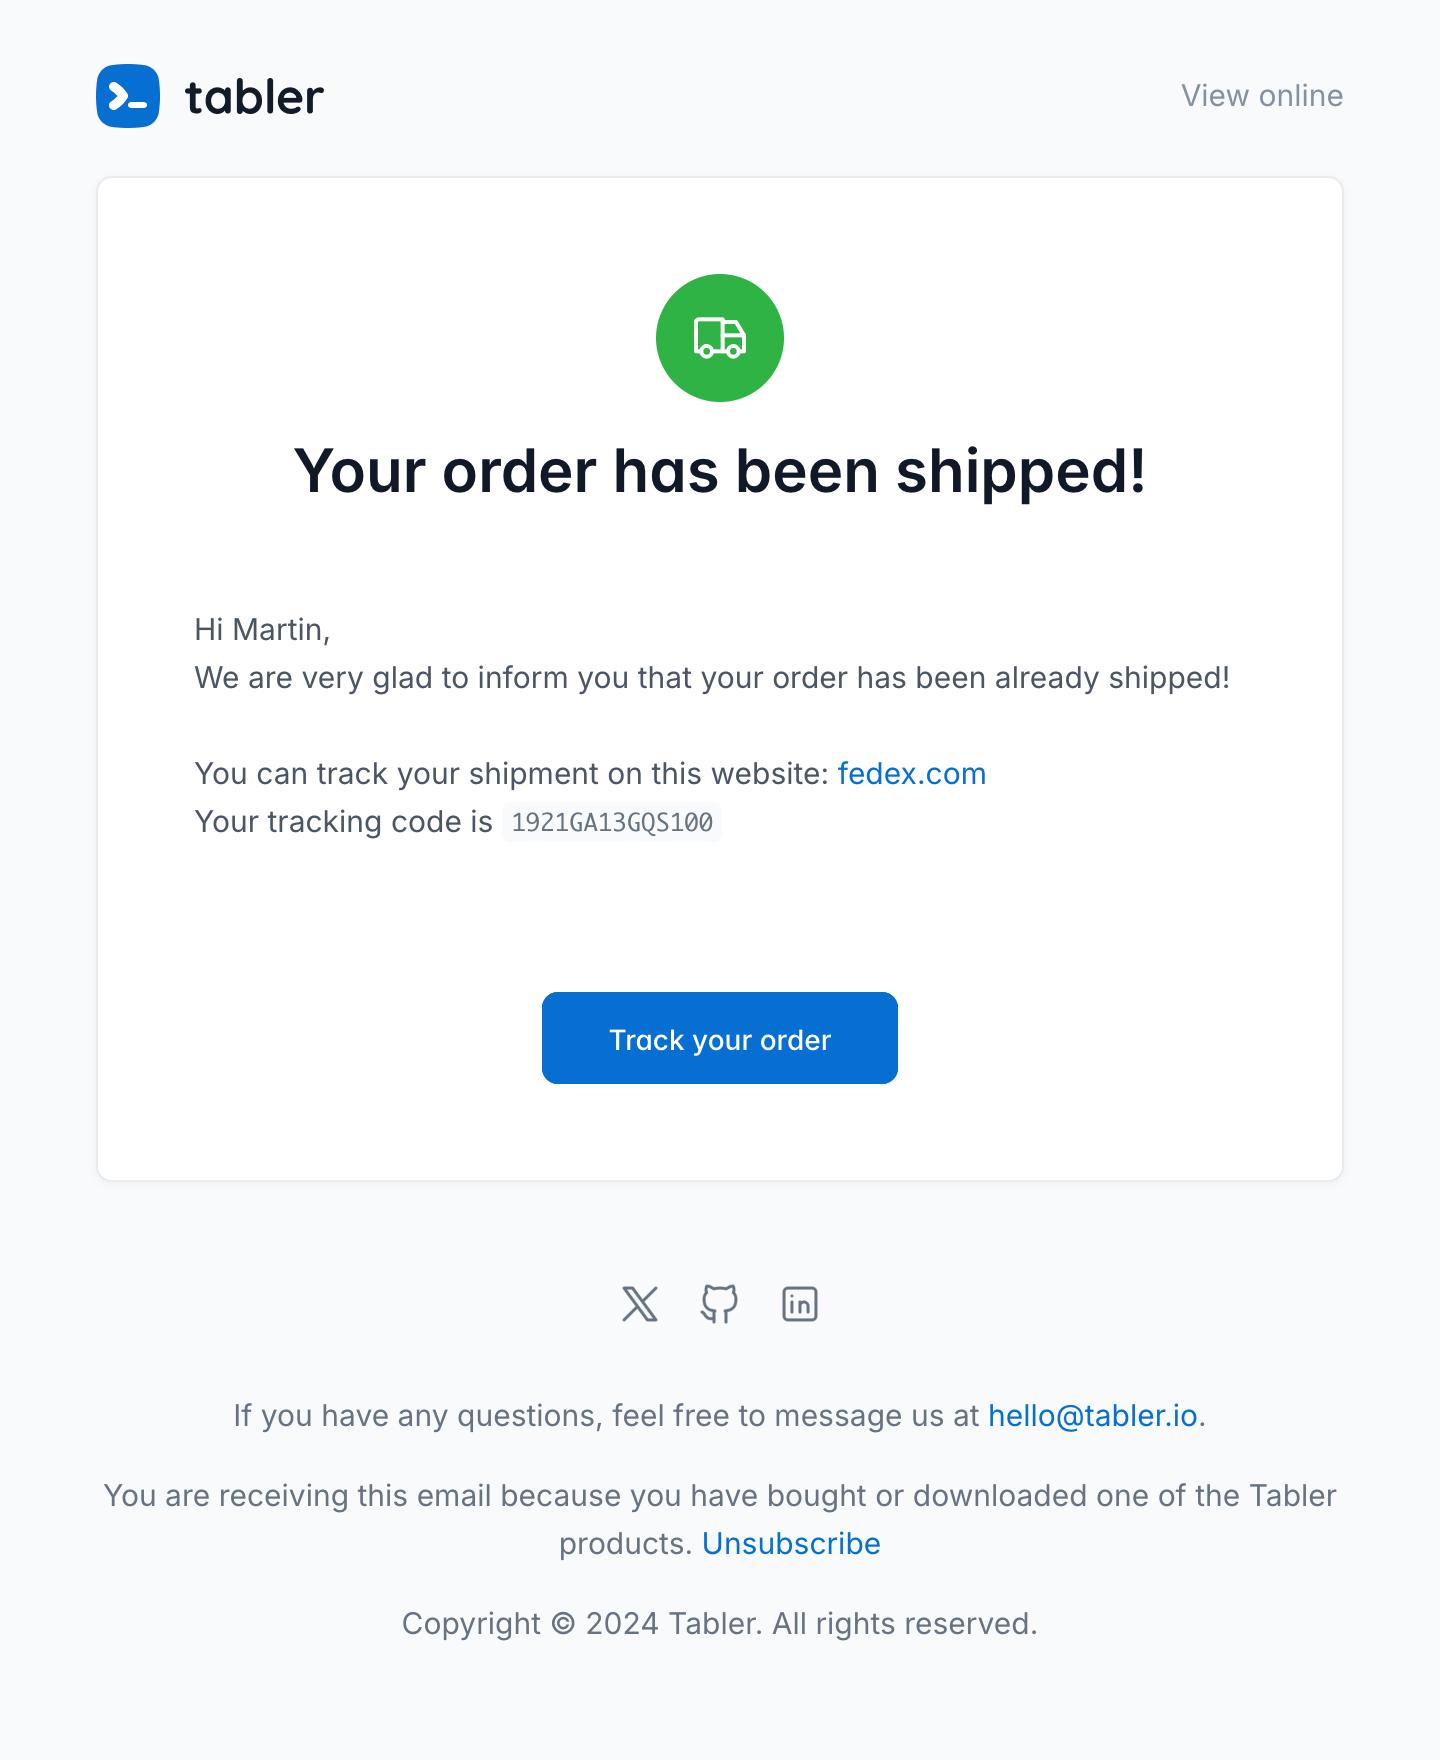 tabler
View online
Your order has been shipped!
Hi Martin,
We are very glad to inform you that your order has been already shipped!
You can track your shipment on this website: fedex.com
Your tracking code is 1921GA13GQS100
Track your order
If you have any questions, feel free to message us at hello@tabler.io.
You are receiving this email because you have bought or downloaded one of the Tabler
products. Unsubscribe
Copyright © 2024 Tabler. All rights reserved.